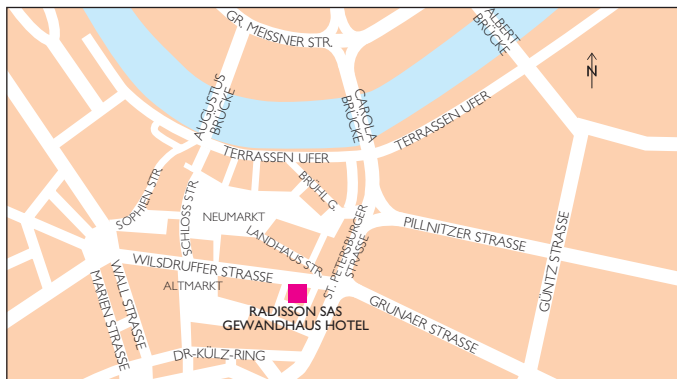 GR. MEISSNER STR.
ALBERT
BRÜCKE
N
AUGUSTUS
BRÜCKE
CAROLA
BRÜCKE
TERRASSEN UFER
TERRASSEN UFER
SOPHIEN STR.
SCHLOSS STR
BRÜHL G.
NEUMARKT
LANDHAUS STR.
ST. PETERSBURGER
STRASSE
PILLNITZER STRASSE
GÜNTZ STRASSE
WILSDRUFFER STRASSE
ALTMARKT
WALL STRASSE
MARIEN STRASSE
RADISSON SAS
GEWANDHAUS HOTEL
GRUNAER STRASSE
DR-KÜLZ-RING